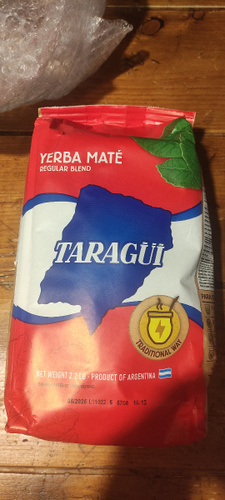 YERBA MATÉ
REGULAR BLEND
TARAGÜI
TRADITIONAL WAY
NET WEIGHT 2.2 LB - PRODUCT OF ARGENTINA